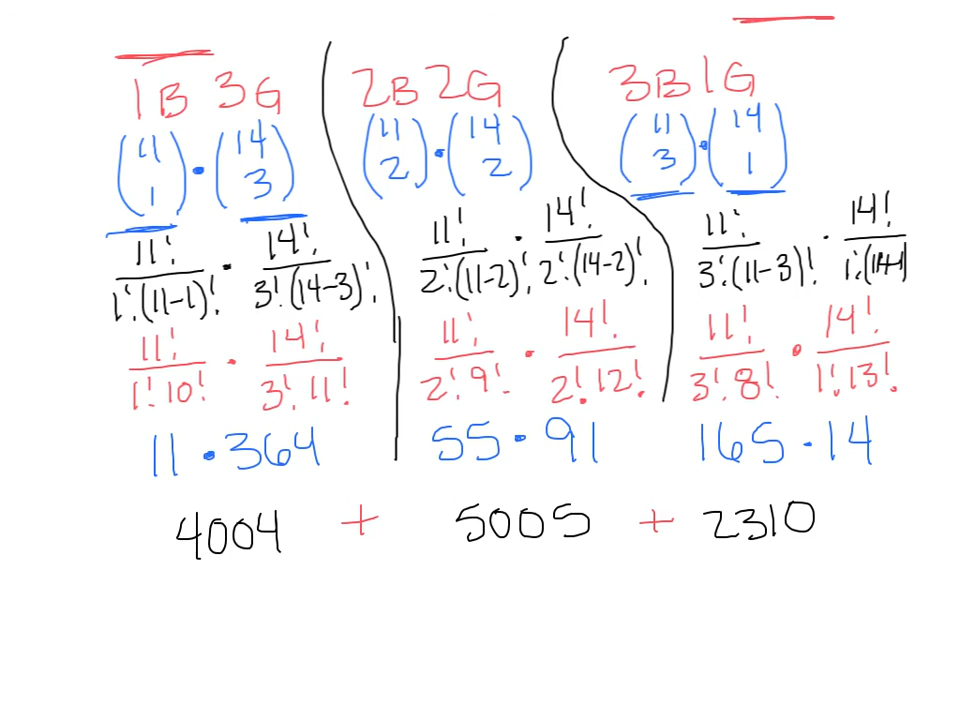 1B 3G 2B 2G 3B 1G
(11 1) · (14 3) (11 2) · (14 2) (11 3) · (14 1)
11!/1!(11-1)! · 14!/3!(14-3)! 11!/2!(11-2)! · 14!/2!(14-2)! 11!/3!(11-3)! · 14!/1!(14-1)
11!/1!10! · 14!/3!11! 11!/2!9! · 14!/2!12! 11!/3!8! · 14!/1!13!
11 · 364 55 · 91 165 · 14
4004 + 5005 + 2310